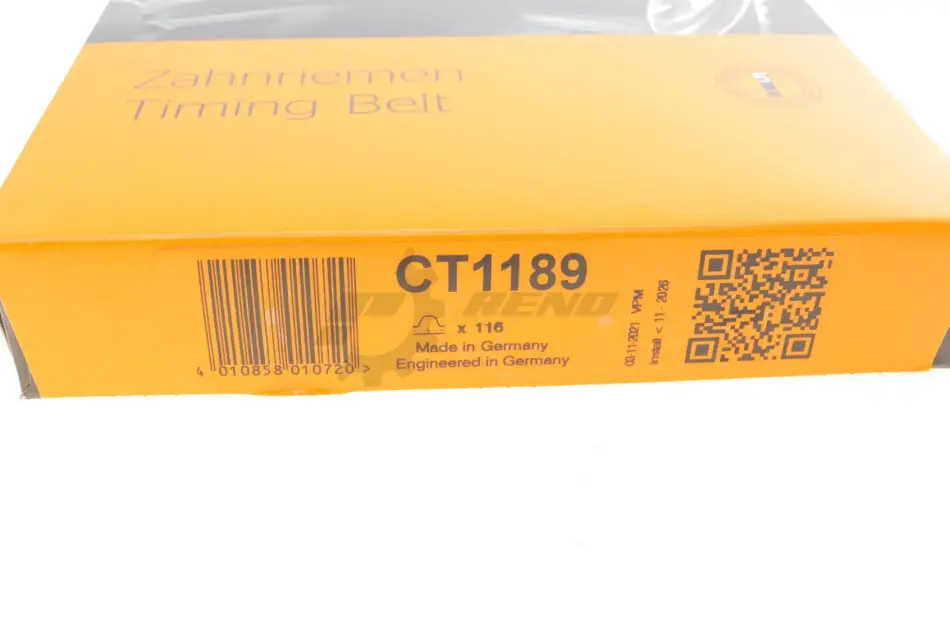 Zahnriemen
Timing Belt
CT1189
x 116
Made in Germany
Engineered in Germany
4 010858 010720 >
03-11-2021 VPM
install < 11 - 2026
RENO